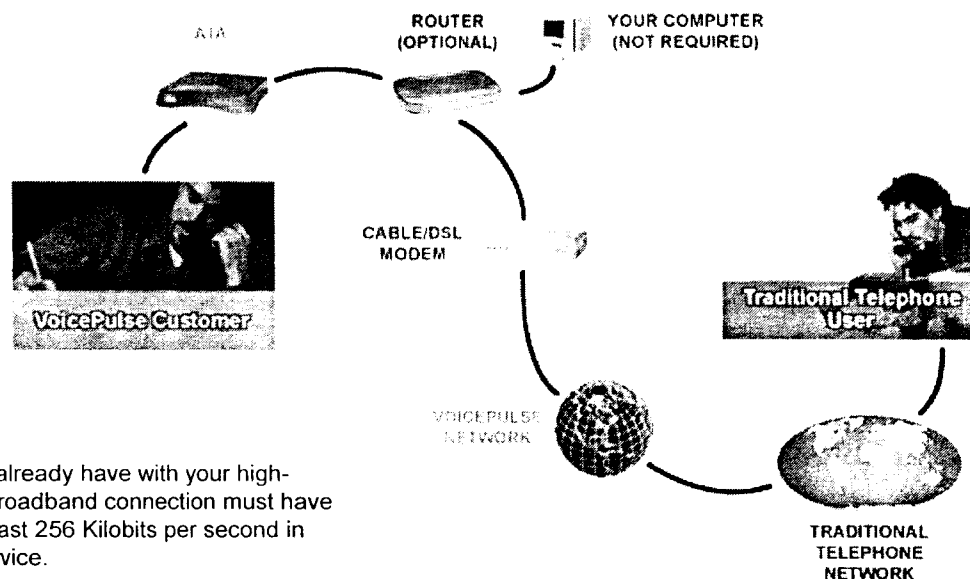 ATA
ROUTER
(OPTIONAL)
YOUR COMPUTER
(NOT REQUIRED)
CABLE/DSL
MODEM
VoicePulse Customer
Traditional Telephone
User
VOICEPULSE
NETWORK
already have with your high-
roadband connection must have
ast 256 Kilobits per second in
vice.
TRADITIONAL
TELEPHONE
NETWORK